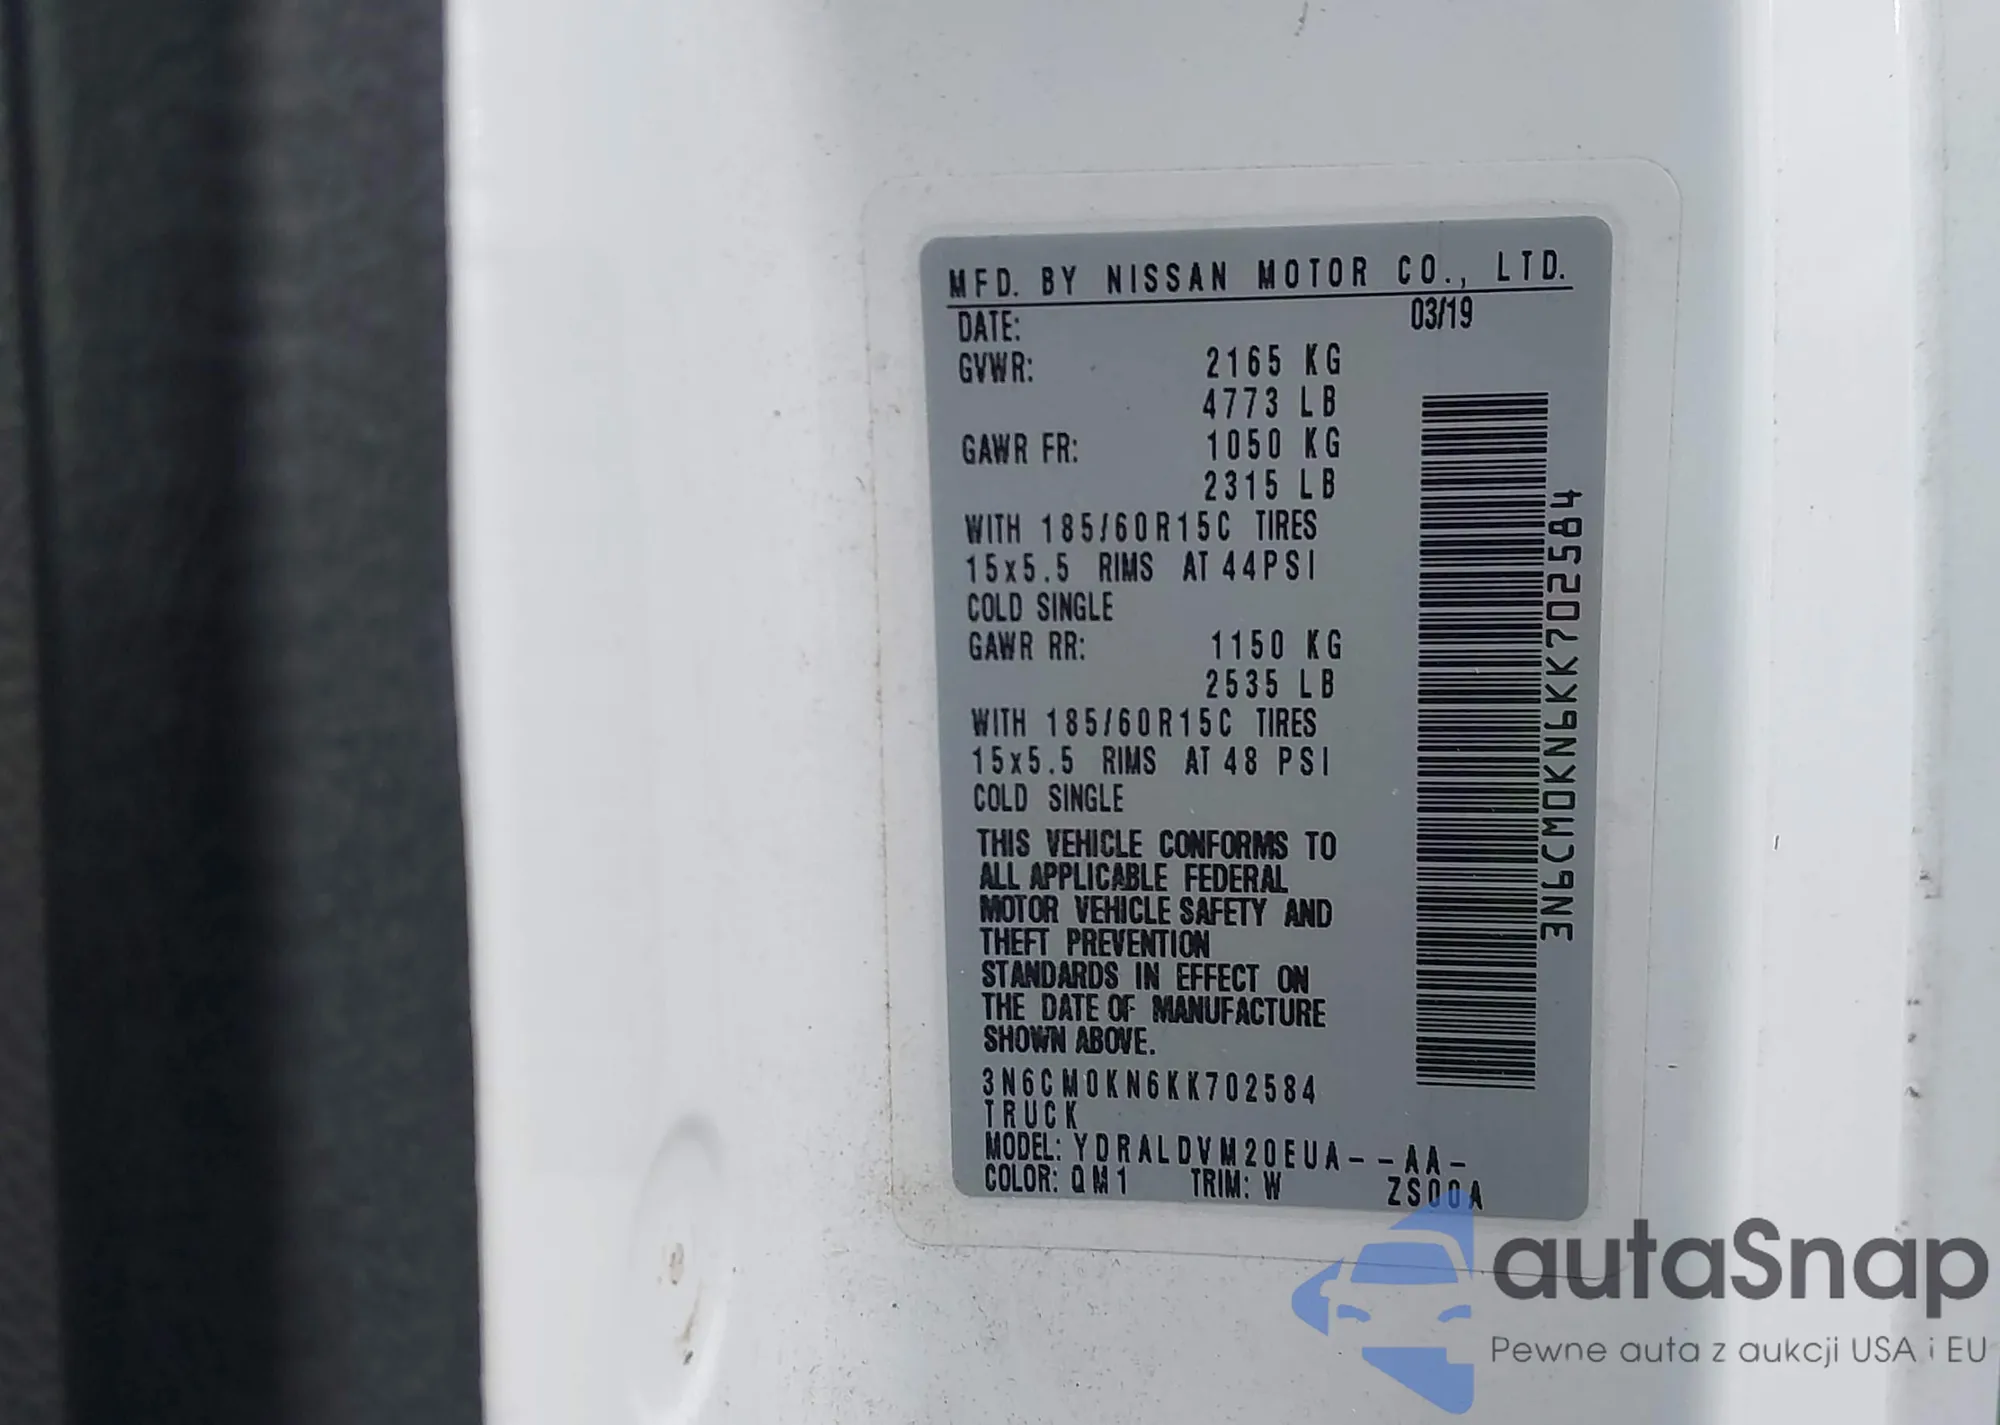 MFD. BY NISSAN MOTOR CO., LTD.
DATE: 03/19
GVWR: 2165 KG
4773 LB
GAWR FR: 1050 KG
2315 LB
WITH 185/60R15C TIRES
15x5.5 RIMS AT 44PSI
COLD SINGLE
GAWR RR: 1150 KG
2535 LB
WITH 185/60R15C TIRES
15x5.5 RIMS AT 48 PSI
COLD SINGLE
THIS VEHICLE CONFORMS TO
ALL APPLICABLE FEDERAL
MOTOR VEHICLE SAFETY AND
THEFT PREVENTION
STANDARDS IN EFFECT ON
THE DATE OF MANUFACTURE
SHOWN ABOVE.
3N6CM0KN6KK702584
TRUCK
MODEL: YDRALDVM20EUA--AA-
COLOR: QM1 TRIM: W ZS00A
3N6CM0KN6KK702584
autaSnap
Pewne auta z aukcji USA i EU